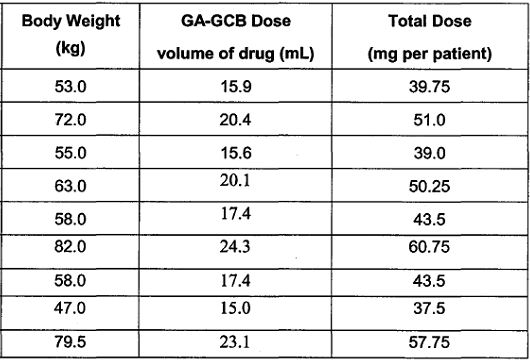 Body Weight GA-GCB Dose Total Dose
(kg) volume of drug (mL) (mg per patient)
53.0 15.9 39.75
72.0 20.4 51.0
55.0 15.6 39.0
63.0 20.1 50.25
58.0 17.4 43.5
82.0 24.3 60.75
58.0 17.4 43.5
47.0 15.0 37.5
79.5 23.1 57.75